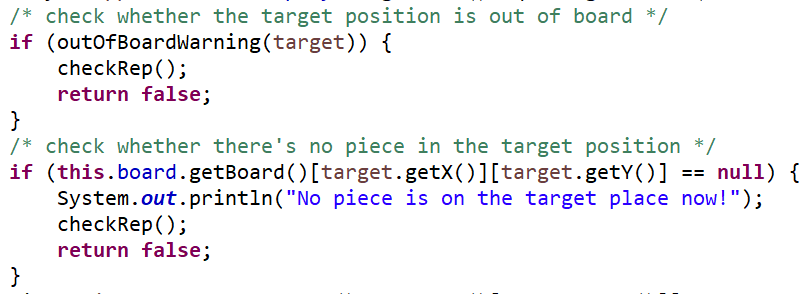 /* check whether the target position is out of board */
if (outOfBoardWarning(target)) {
    checkRep();
    return false;
}
/* check whether there's no piece in the target position */
if (this.board.getBoard()[target.getX()][target.getY()] == null) {
    System.out.println("No piece is on the target place now!");
    checkRep();
    return false;
}